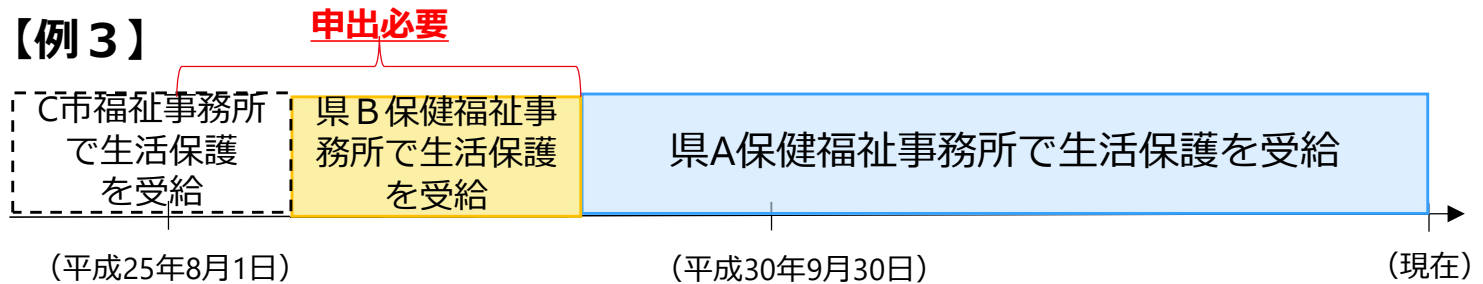 申出必要
【例３】
C市福祉事務所
で生活保護
を受給
県Ｂ保健福祉事
務所で生活保護
を受給
県A保健福祉事務所で生活保護を受給
（平成25年8月1日）
（平成30年9月30日）
（現在）